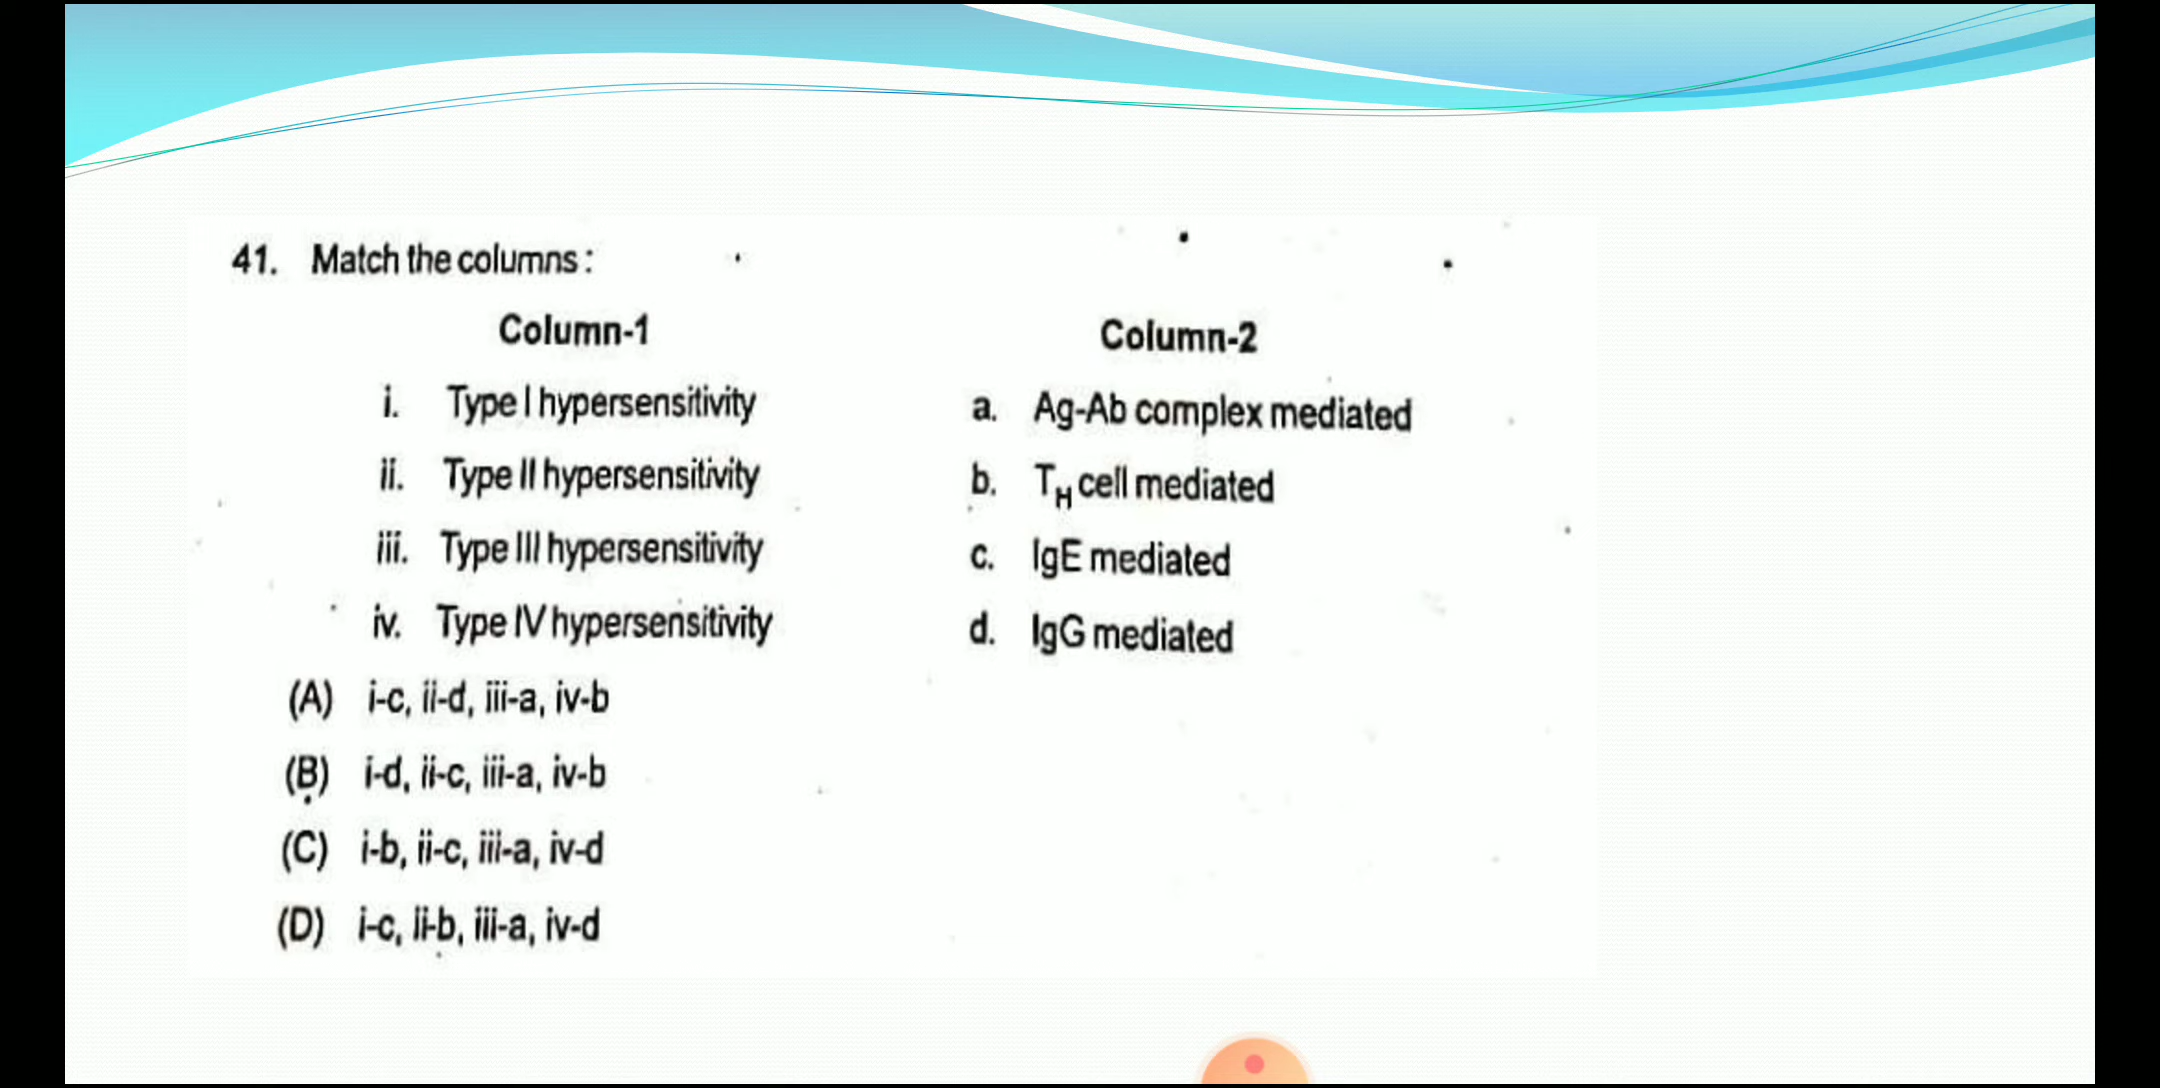 41. Match the columns :
Column-1 Column-2
i. Type I hypersensitivity a. Ag-Ab complex mediated
ii. Type II hypersensitivity b. TH cell mediated
iii. Type III hypersensitivity c. IgE mediated
iv. Type IV hypersensitivity d. IgG mediated
(A) i-c, ii-d, iii-a, iv-b
(B) i-d, ii-c, iii-a, iv-b
(C) i-b, ii-c, iii-a, iv-d
(D) i-c, ii-b, iii-a, iv-d